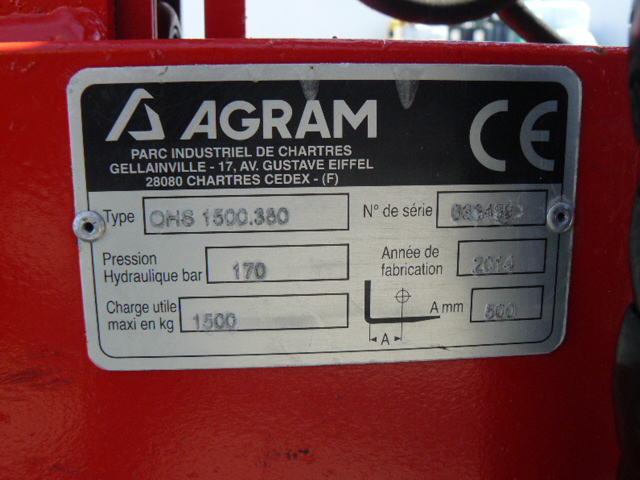 AGRAM
CE
PARC INDUSTRIEL DE CHARTRES
GELLAINVILLE - 17, AV. GUSTAVE EIFFEL
28080 CHARTRES CEDEX - (F)
Type QHS 1500.380 N° de série
Pression
Hydraulique bar 170
Année de
fabrication 2014
Charge utile
maxi en kg 1500
A mm 500
A